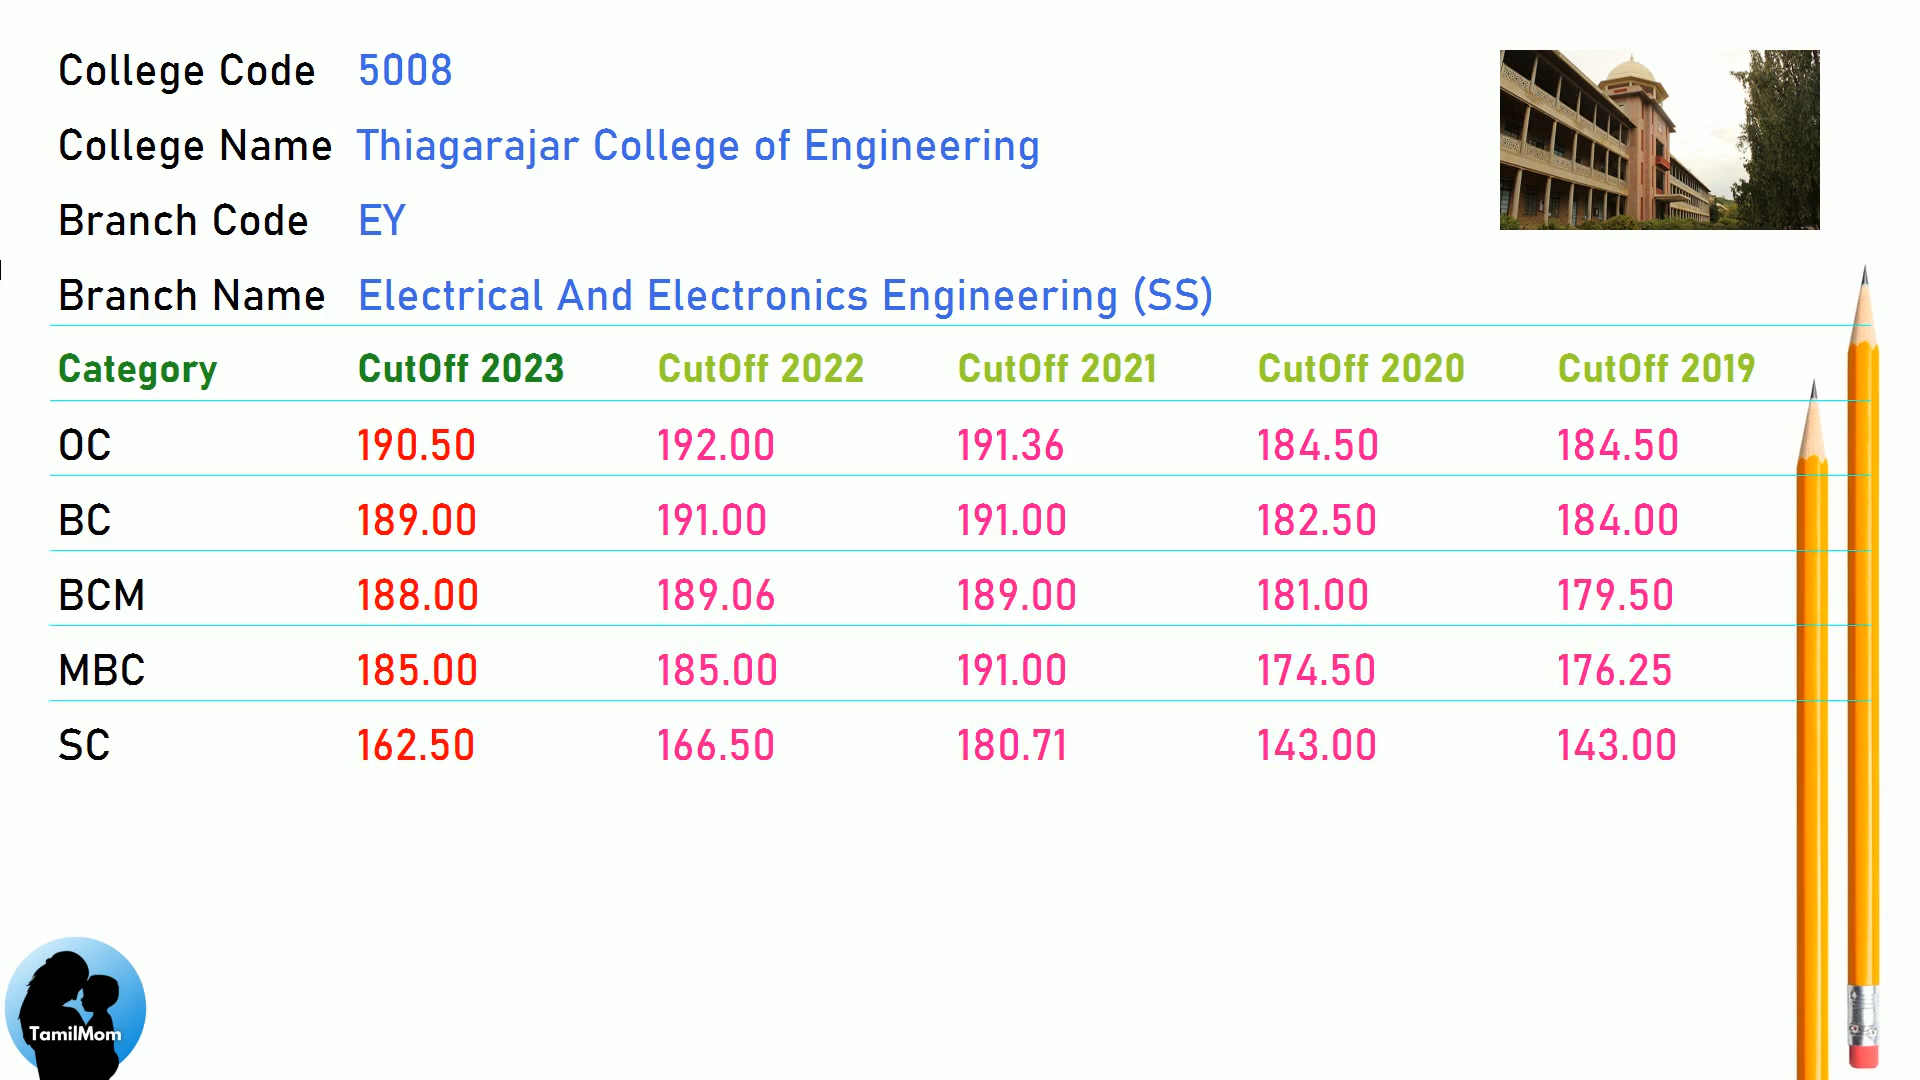 College Code 5008
College Name Thiagarajar College of Engineering
Branch Code EY
Branch Name Electrical And Electronics Engineering (SS)
Category CutOff 2023 CutOff 2022 CutOff 2021 CutOff 2020 CutOff 2019
OC 190.50 192.00 191.36 184.50 184.50
BC 189.00 191.00 191.00 182.50 184.00
BCM 188.00 189.06 189.00 181.00 179.50
MBC 185.00 185.00 191.00 174.50 176.25
SC 162.50 166.50 180.71 143.00 143.00
TamilMom